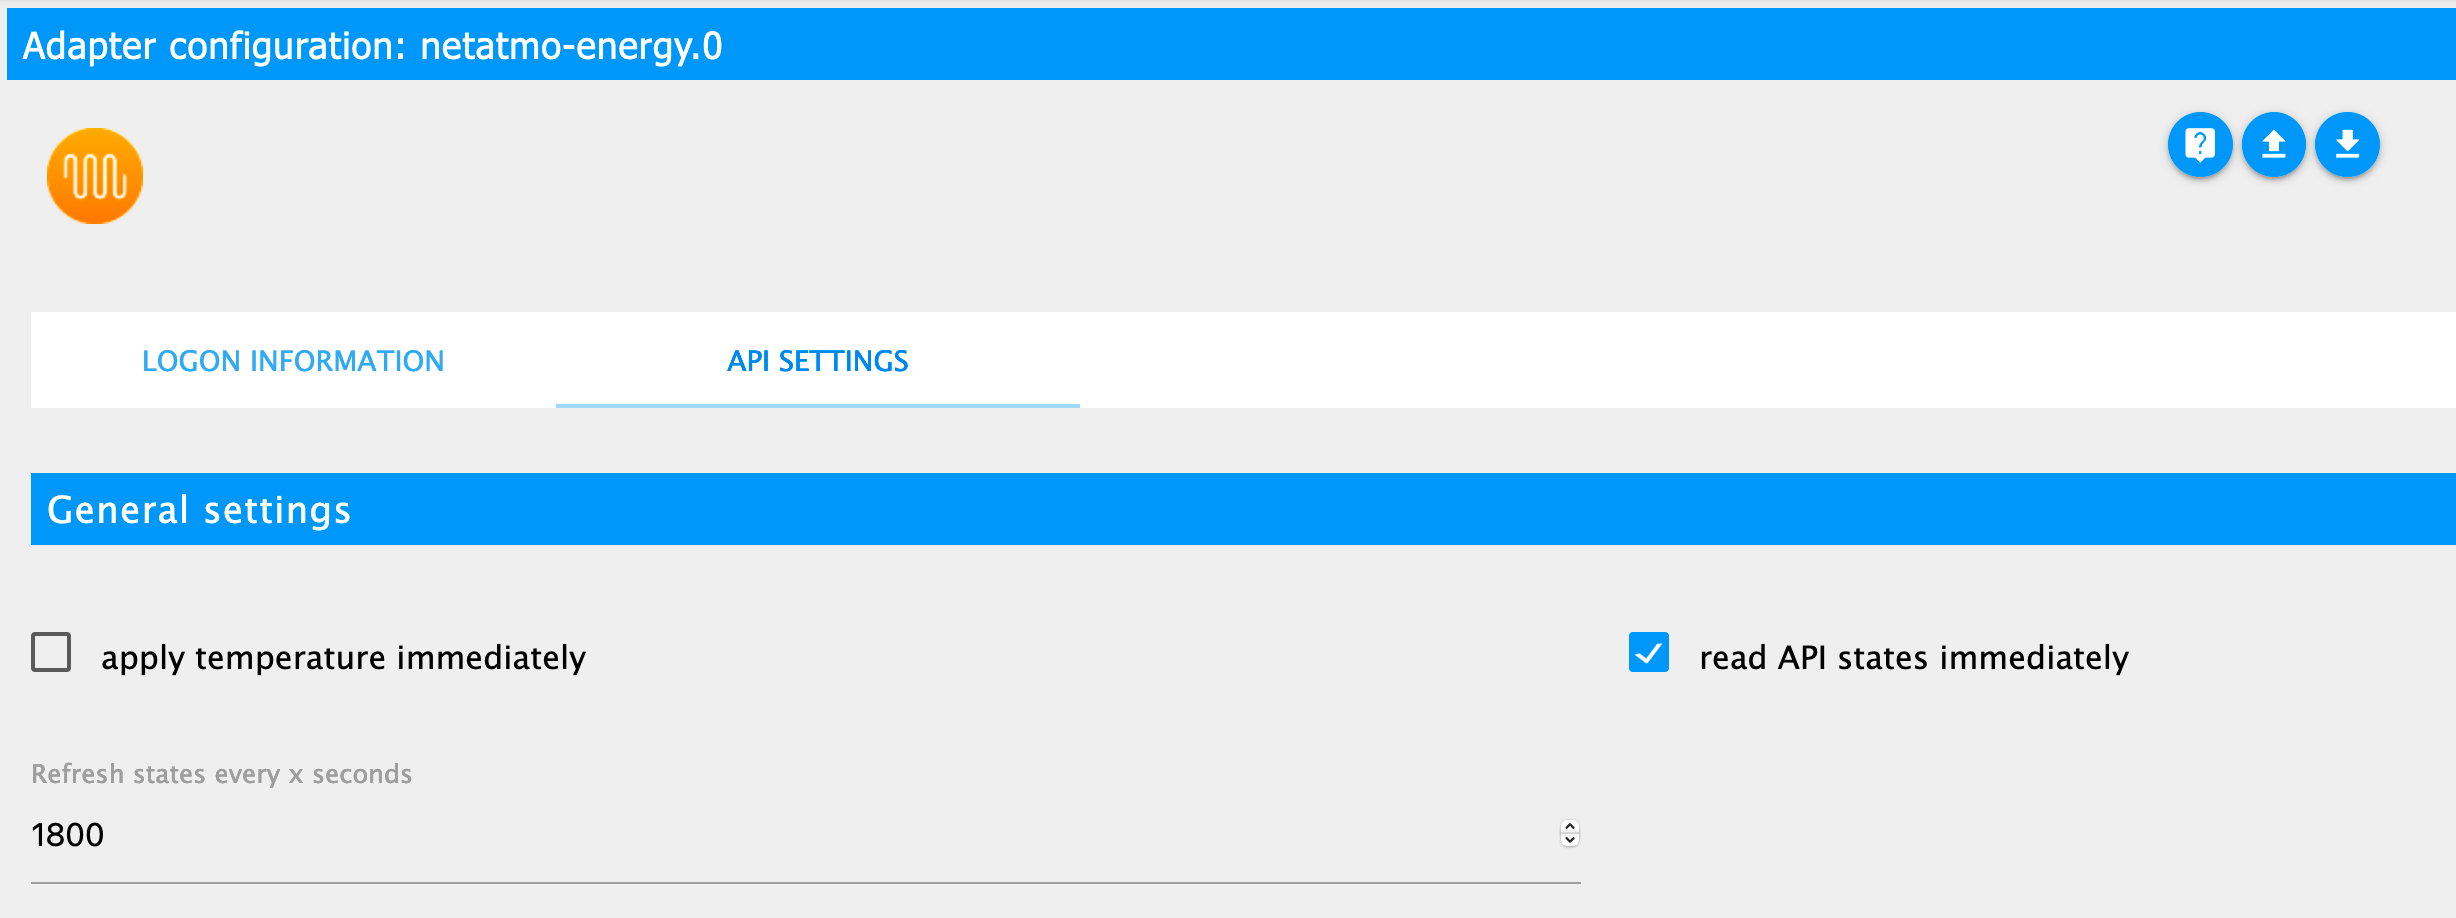 Adapter configuration: netatmo-energy.0
LOGON INFORMATION
API SETTINGS
General settings
apply temperature immediately
read API states immediately
Refresh states every x seconds
1800